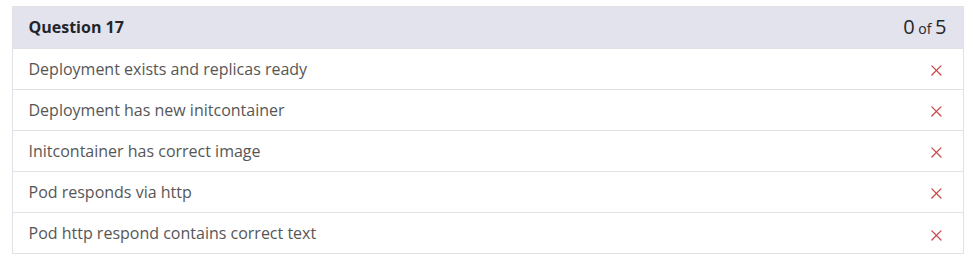 Question 17 0 of 5
Deployment exists and replicas ready
Deployment has new initcontainer
Initcontainer has correct image
Pod responds via http
Pod http respond contains correct text